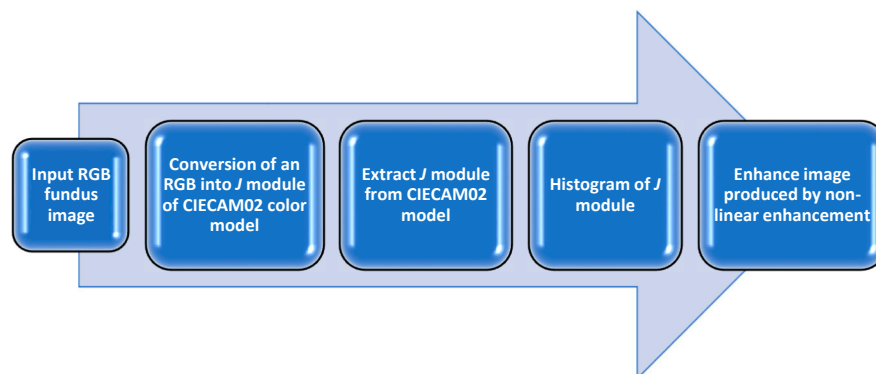 Input RGB
fundus
image
Conversion of an
RGB into J module
of CIECAM02 color
model
Extract J module
from CIECAM02
model
Histogram of J
module
Enhance image
produced by non-
linear enhancement